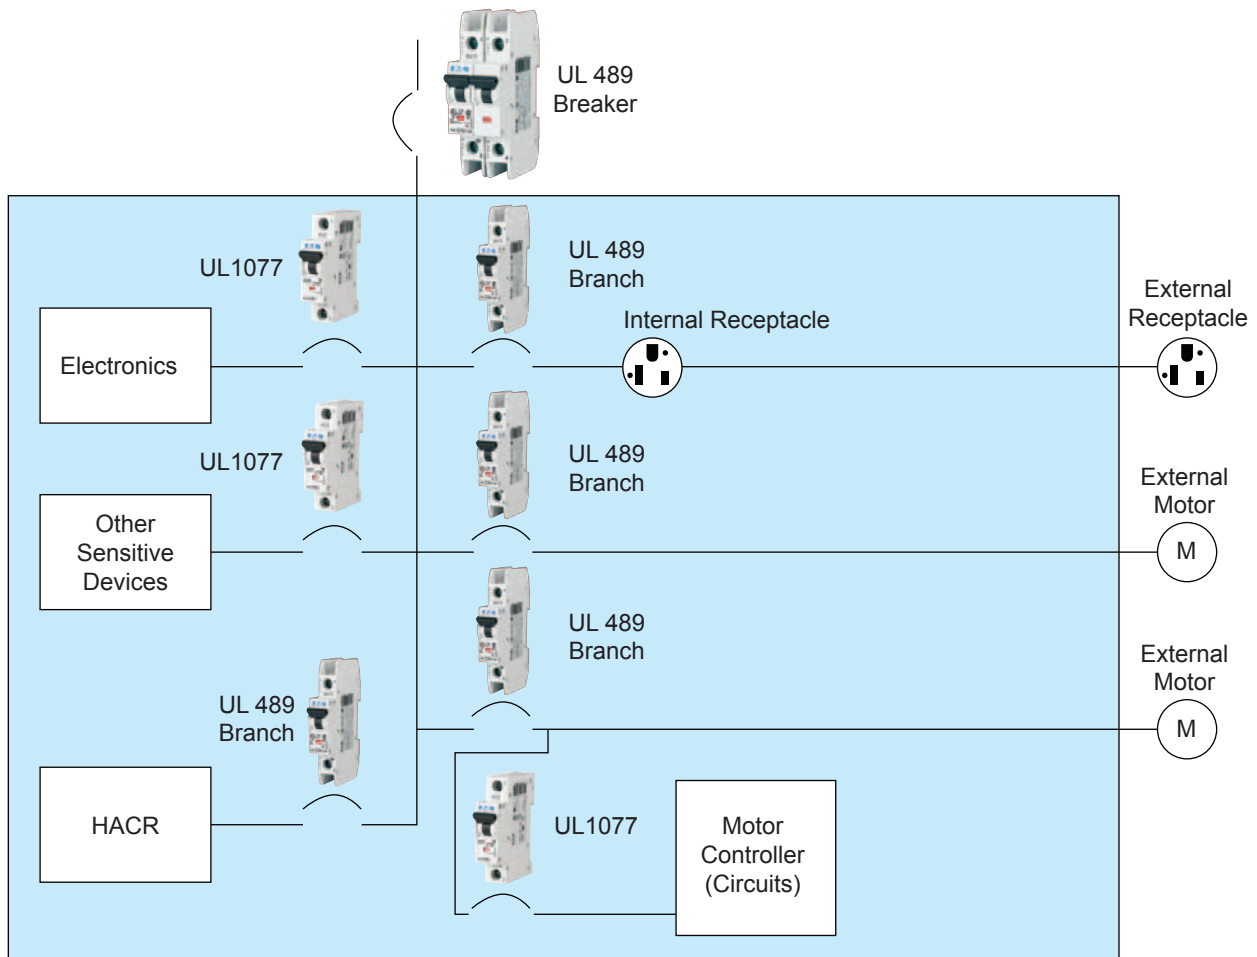 UL 489
Breaker
UL1077
UL 489
Branch
Internal Receptacle
External
Receptacle
Electronics
UL1077
UL 489
Branch
External
Motor
M
Other
Sensitive
Devices
UL 489
Branch
External
Motor
M
UL 489
Branch
HACR
UL1077
Motor
Controller
(Circuits)